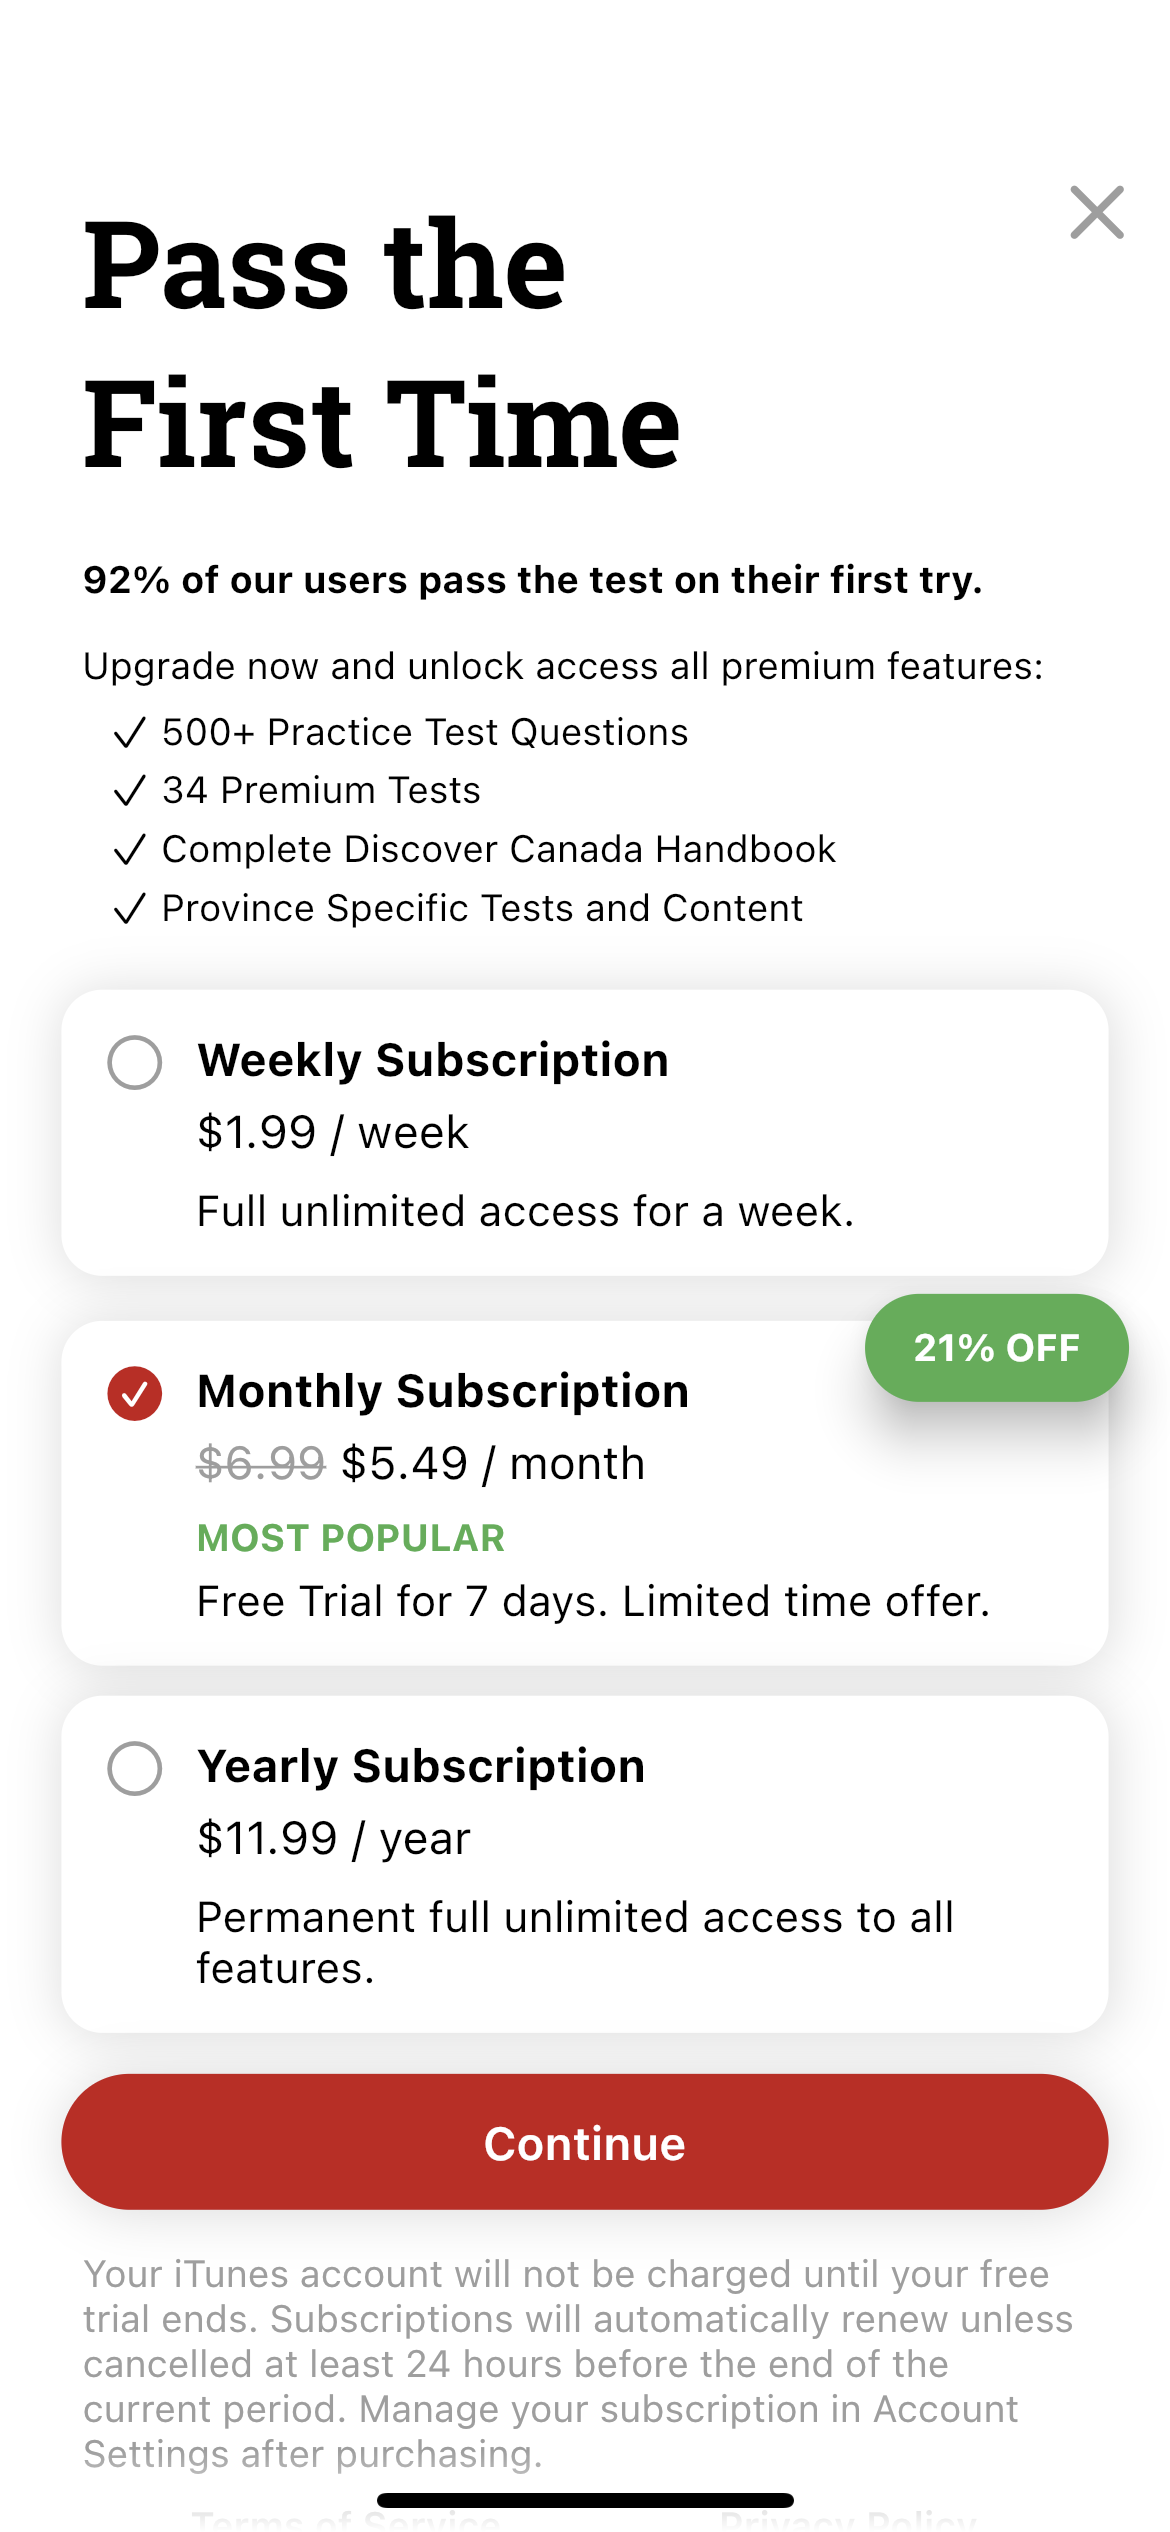 Pass the
First Time
92% of our users pass the test on their first try.
Upgrade now and unlock access all premium features:
✓ 500+ Practice Test Questions
✓ 34 Premium Tests
✓ Complete Discover Canada Handbook
✓ Province Specific Tests and Content
Weekly Subscription
$1.99 / week
Full unlimited access for a week.
21% OFF
Monthly Subscription
$6.99 $5.49 / month
MOST POPULAR
Free Trial for 7 days. Limited time offer.
Yearly Subscription
$11.99 / year
Permanent full unlimited access to all
features.
Continue
Your iTunes account will not be charged until your free
trial ends. Subscriptions will automatically renew unless
cancelled at least 24 hours before the end of the
current period. Manage your subscription in Account
Settings after purchasing.
Terms of Service Privacy Policy